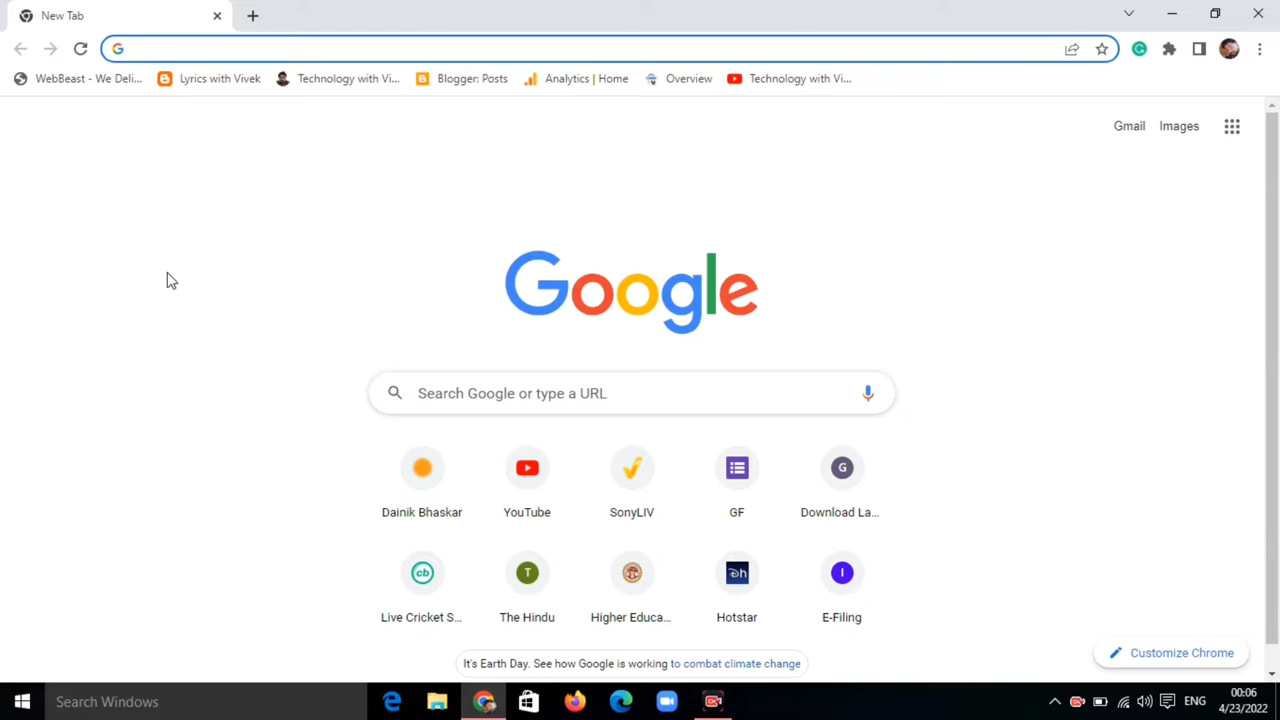 New Tab
WebBeast - We Deli... Lyrics with Vivek Technology with Vi... Blogger: Posts Analytics | Home Overview Technology with Vi...
Gmail Images
Google
Search Google or type a URL
Dainik Bhaskar YouTube SonyLIV GF Download La...
G
cb T Dh I
Live Cricket S... The Hindu Higher Educa... Hotstar E-Filing
Customize Chrome
It's Earth Day. See how Google is working to combat climate change
Search Windows
ENG
00:06
4/23/2022